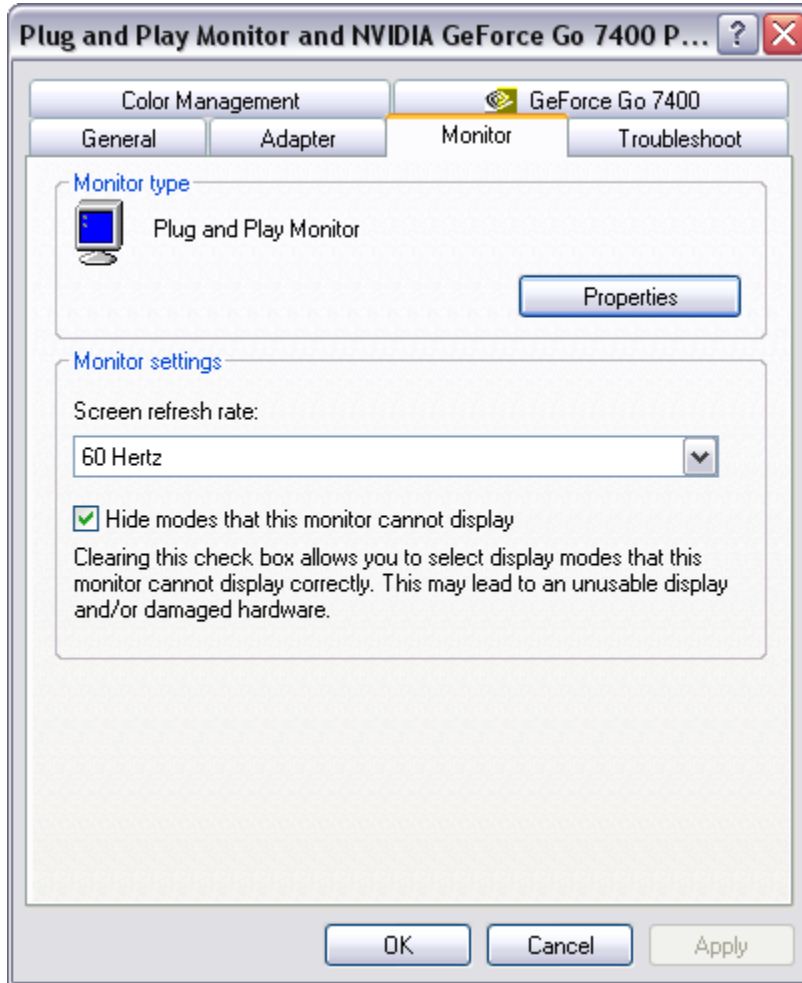 Plug and Play Monitor and NVIDIA GeForce Go 7400 P...
Color Management
GeForce Go 7400
General
Adapter
Monitor
Troubleshoot
Monitor type
Plug and Play Monitor
Properties
Monitor settings
Screen refresh rate:
60 Hertz
Hide modes that this monitor cannot display
Clearing this check box allows you to select display modes that this
monitor cannot display correctly. This may lead to an unusable display
and/or damaged hardware.
OK
Cancel
Apply